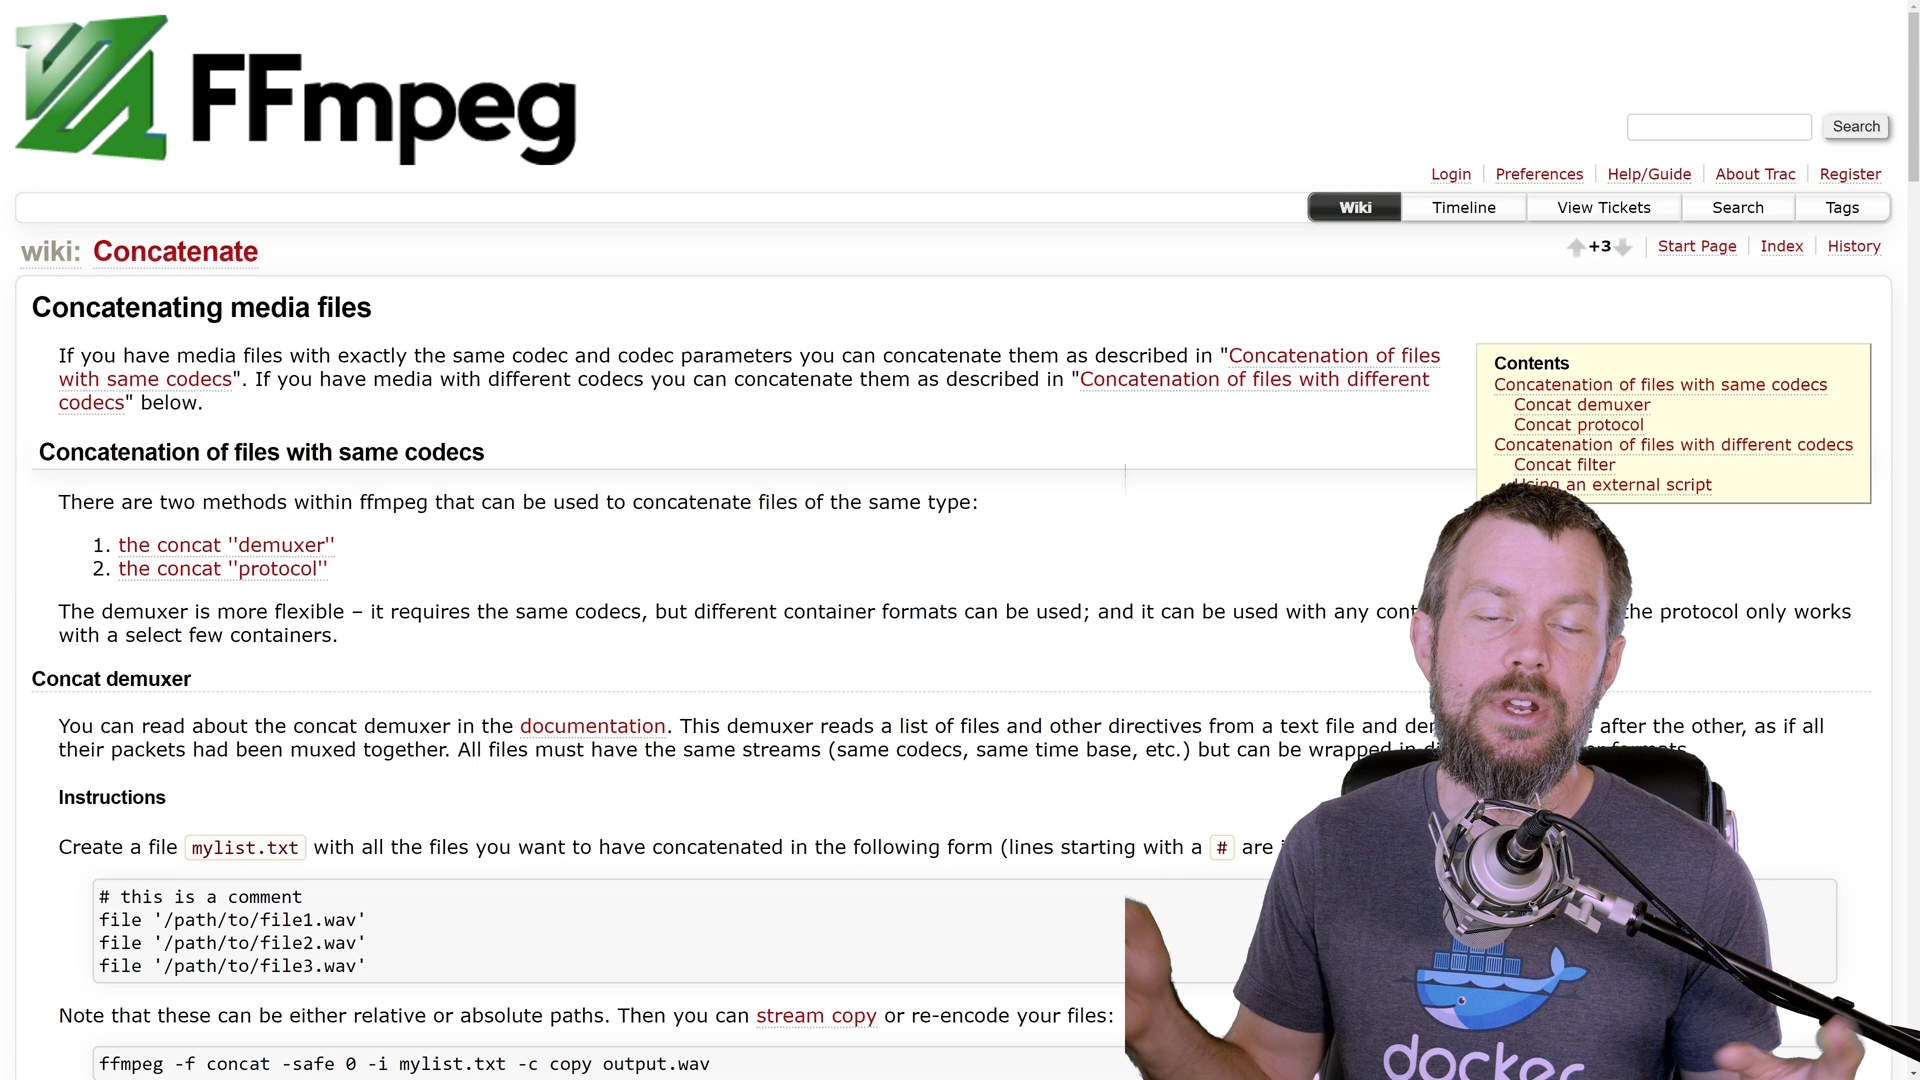 FFmpeg
Search
Login Preferences Help/Guide About Trac Register
Wiki Timeline View Tickets Search Tags
wiki: Concatenate
+3 Start Page Index History
Concatenating media files
If you have media files with exactly the same codec and codec parameters you can concatenate them as described in "Concatenation of files
with same codecs". If you have media with different codecs you can concatenate them as described in "Concatenation of files with different
codecs" below.
Contents
Concatenation of files with same codecs
Concat demuxer
Concat protocol
Concatenation of files with different codecs
Concat filter
Using an external script
Concatenation of files with same codecs
There are two methods within ffmpeg that can be used to concatenate files of the same type:
1. the concat ''demuxer''
2. the concat ''protocol''
The demuxer is more flexible – it requires the same codecs, but different container formats can be used; and it can be used with any the protocol only works
with a select few containers.
Concat demuxer
You can read about the concat demuxer in the documentation. This demuxer reads a list of files and other directives from a text file and after the other, as if all
their packets had been muxed together. All files must have the same streams (same codecs, same time base, etc.) but can be wrapped in formats
Instructions
Create a file mylist.txt with all the files you want to have concatenated in the following form (lines starting with a # are
# this is a comment
file '/path/to/file1.wav'
file '/path/to/file2.wav'
file '/path/to/file3.wav'
Note that these can be either relative or absolute paths. Then you can stream copy or re-encode your files:
ffmpeg -f concat -safe 0 -i mylist.txt -c copy output.wav
docker